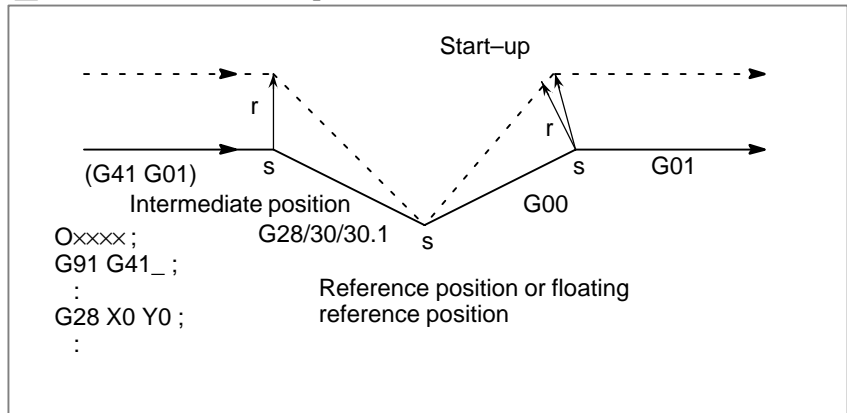 Start–up
r
r
(G41 G01)
s
s
G01
Intermediate position
G00
G28/30/30.1
s
O×××× ;
G91 G41_ ;
:
G28 X0 Y0 ;
:
Reference position or floating
reference position